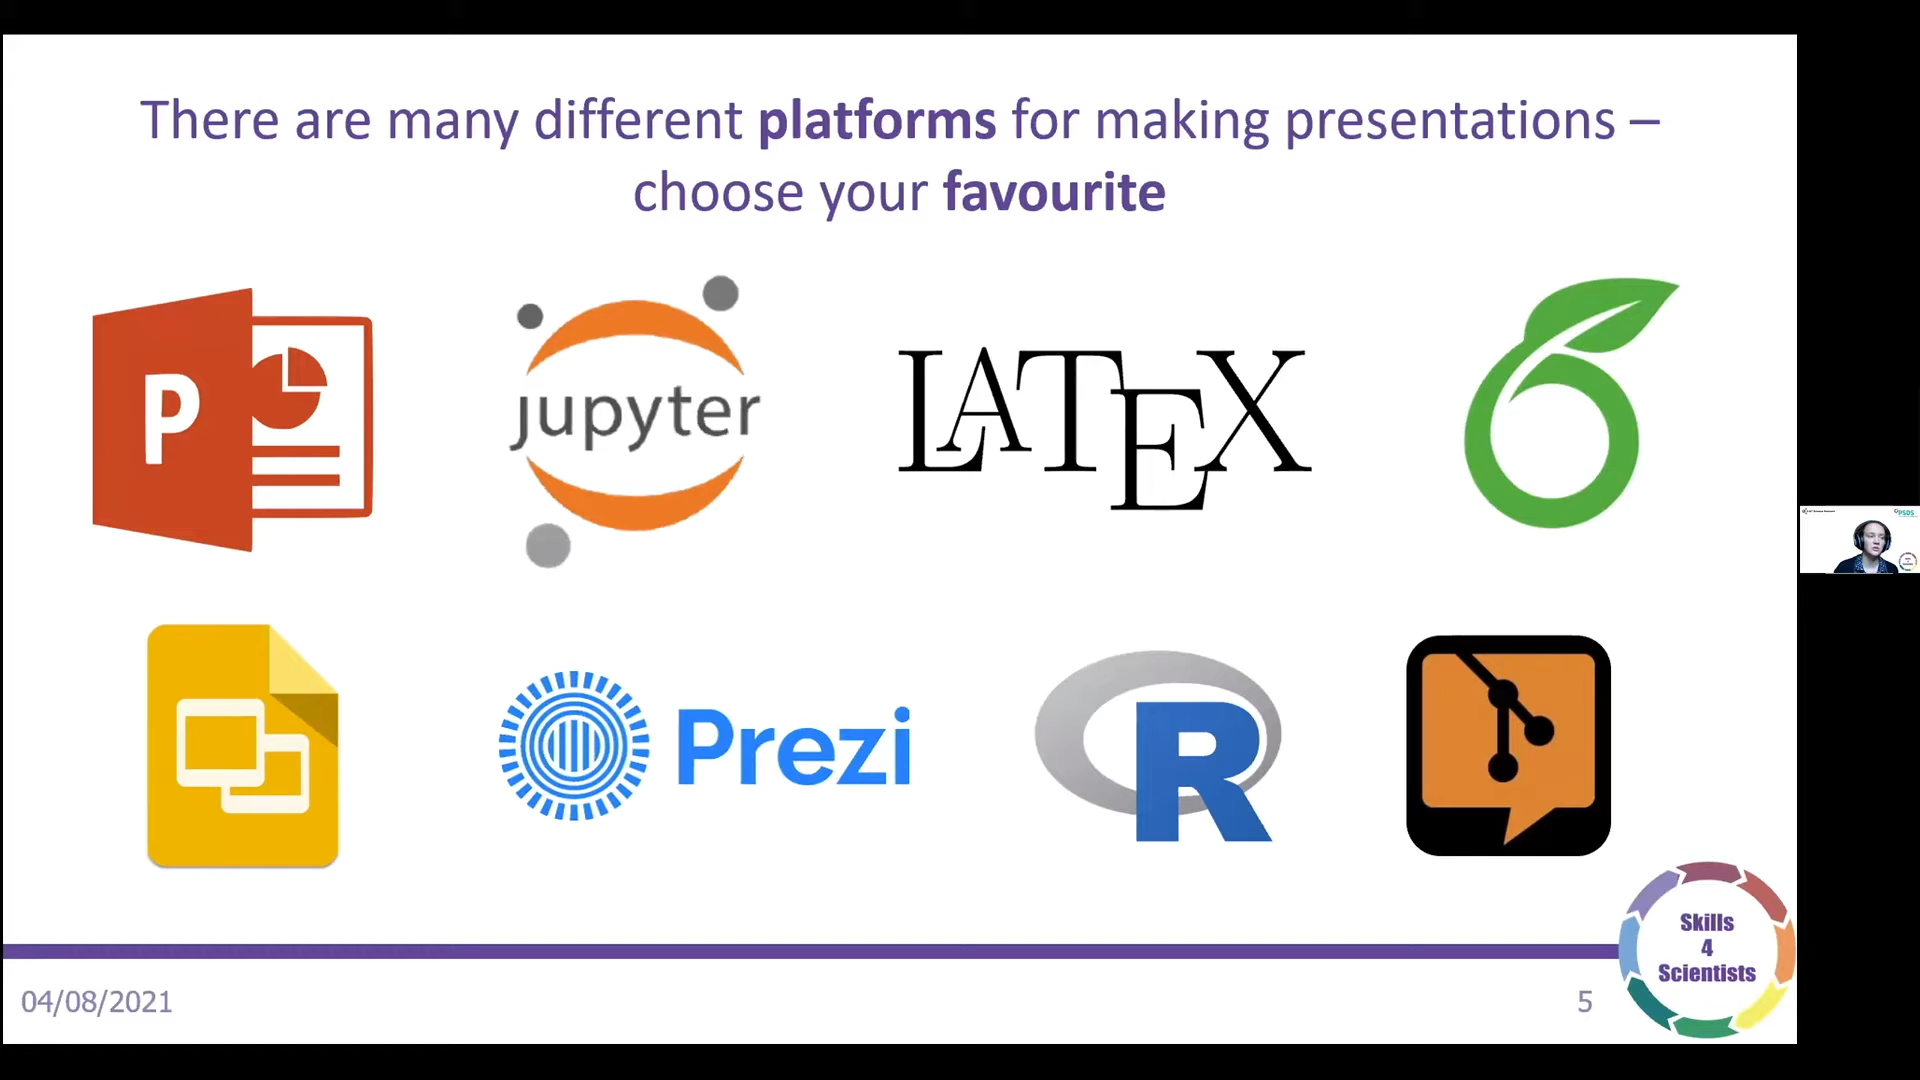 There are many different platforms for making presentations –
choose your favourite
P
jupyter
LATEX
Prezi
R
Skills
4
Scientists
04/08/2021
5
PSDS